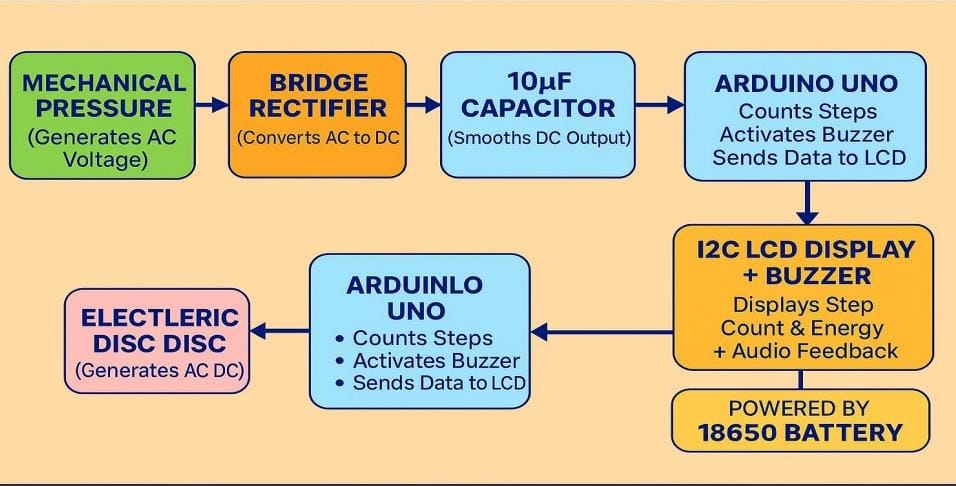 MECHANICAL
PRESSURE
(Generates AC
Voltage)
BRIDGE
RECTIFIER
(Converts AC to DC
10µF
CAPACITOR
(Smooths DC Output)
ARDUINO UNO
Counts Steps
Activates Buzzer
Sends Data to LCD
I2C LCD DISPLAY
+ BUZZER
Displays Step
Count & Energy
+ Audio Feedback
POWERED BY
18650 BATTERY
ARDUINLO
UNO
• Counts Steps
• Activates Buzzer
• Sends Data to LCD
ELECTLERIC
DISC DISC
(Generates AC DC)